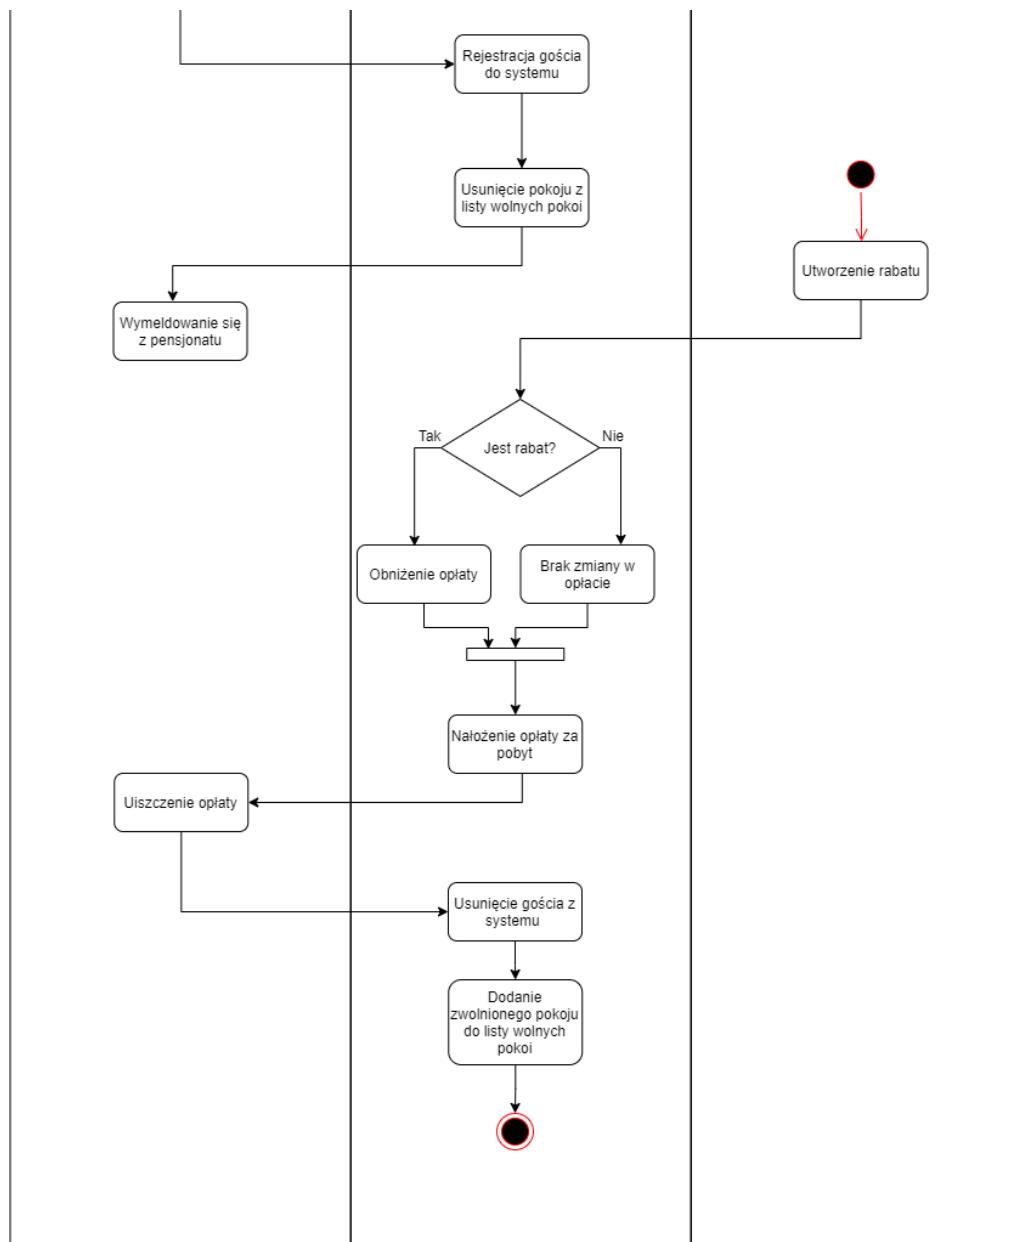 Rejestracja gościa
do systemu
Usunięcie pokoju z
listy wolnych pokoi
Utworzenie rabatu
Wymeldowanie się
z pensjonatu
Tak
Jest rabat?
Nie
Obniżenie opłaty
Brak zmiany w
opłacie
Nałożenie opłaty za
pobyt
Uiszczenie opłaty
Usunięcie gościa z
systemu
Dodanie
zwolnionego pokoju
do listy wolnych
pokoi